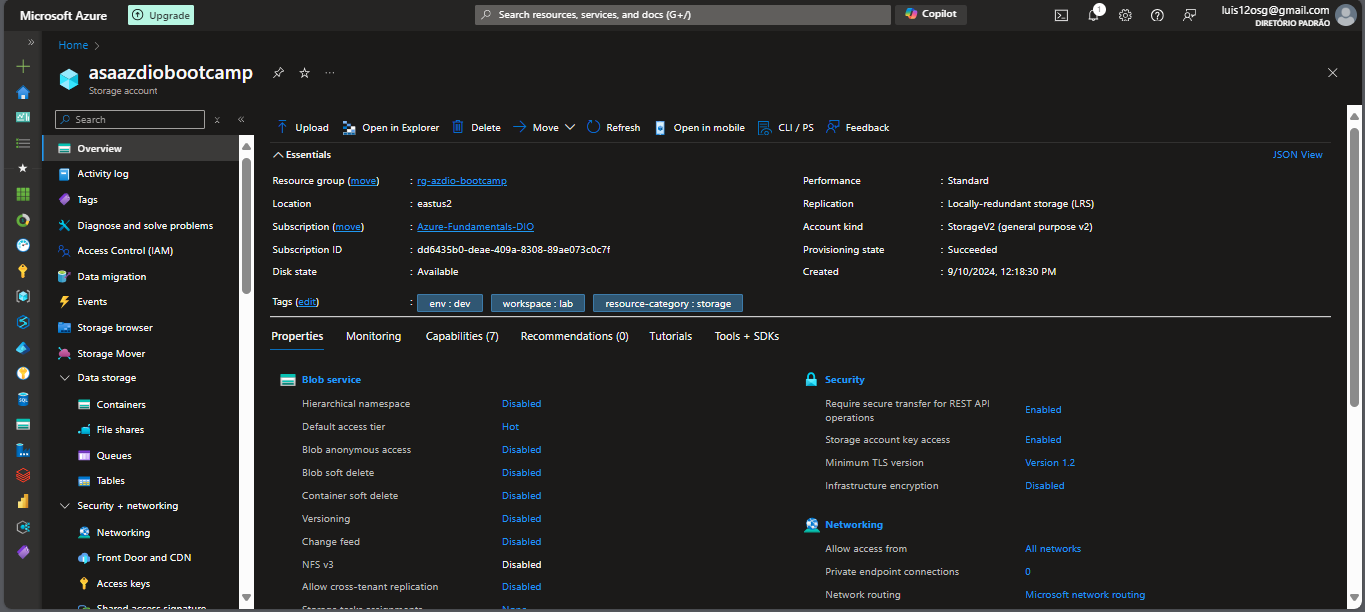 Microsoft Azure
Upgrade
Search resources, services, and docs (G+/)
Copilot
1
luis12osg@gmail.com
DIRETÓRIO PADRÃO
Home
asaazdiobootcamp
Storage account
Search
Overview
Activity log
Tags
Diagnose and solve problems
Access Control (IAM)
Data migration
Events
Storage browser
Storage Mover
Data storage
Containers
File shares
Queues
Tables
Security + networking
Networking
Front Door and CDN
Access keys
Shared access signature
Upload Open in Explorer Delete Move Refresh Open in mobile CLI / PS Feedback
Essentials
JSON View
Resource group (move) : rg-azdio-bootcamp
Location : eastus2
Subscription (move) : Azure-Fundamentals-DIO
Subscription ID : dd6435b0-deae-409a-8308-89ae073c0c7f
Disk state : Available
Performance : Standard
Replication : Locally-redundant storage (LRS)
Account kind : StorageV2 (general purpose v2)
Provisioning state : Succeeded
Created : 9/10/2024, 12:18:30 PM
Tags (edit) : env : dev workspace : lab resource-category : storage
Properties Monitoring Capabilities (7) Recommendations (0) Tutorials Tools + SDKs
Blob service
Hierarchical namespace Disabled
Default access tier Hot
Blob anonymous access Disabled
Blob soft delete Disabled
Container soft delete Disabled
Versioning Disabled
Change feed Disabled
NFS v3 Disabled
Allow cross-tenant replication Disabled
Storage tasks assignments None
Security
Require secure transfer for REST API
operations Enabled
Storage account key access Enabled
Minimum TLS version Version 1.2
Infrastructure encryption Disabled
Networking
Allow access from All networks
Private endpoint connections 0
Network routing Microsoft network routing